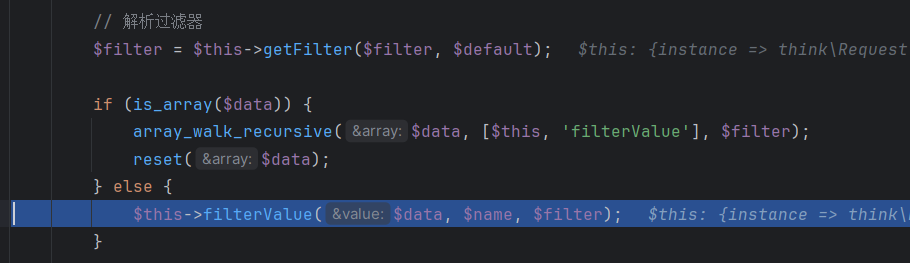 // 解析过滤器
$filter = $this->getFilter($filter, $default); $this: {instance => think\Request
if (is_array($data)) {
array_walk_recursive( &array: $data, [$this, 'filterValue'], $filter);
reset( &array: $data);
} else {
$this->filterValue( &value: $data, $name, $filter); $this: {instance => think\
}